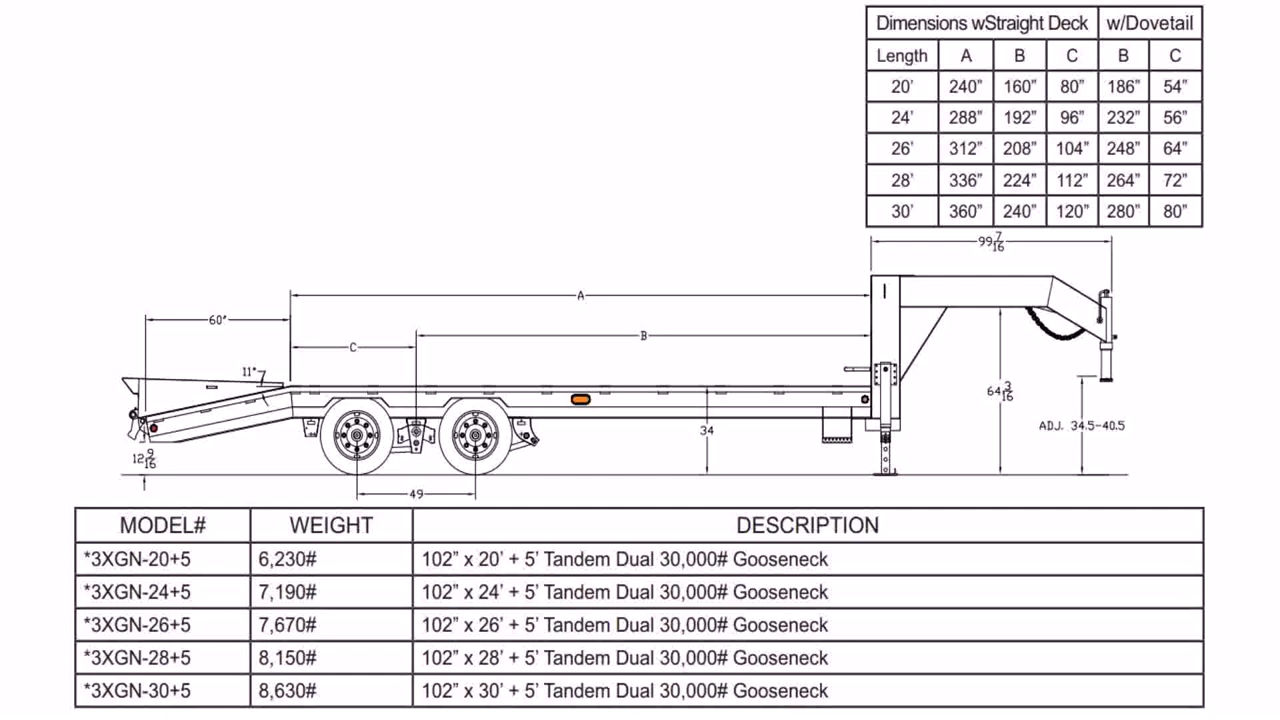 Dimensions wStraight Deck w/Dovetail
Length A B C B C
20’ 240” 160” 80” 186” 54”
24’ 288” 192” 96” 232” 56”
26’ 312” 208” 104” 248” 64”
28’ 336” 224” 112” 264” 72”
30’ 360” 240” 120” 280” 80”
99 7/16
A
60"
B
C
11°
64 3/16
34
ADJ. 34.5-40.5
12 9/16
49
MODEL# WEIGHT DESCRIPTION
*3XGN-20+5 6,230# 102” x 20’ + 5’ Tandem Dual 30,000# Gooseneck
*3XGN-24+5 7,190# 102” x 24’ + 5’ Tandem Dual 30,000# Gooseneck
*3XGN-26+5 7,670# 102” x 26’ + 5’ Tandem Dual 30,000# Gooseneck
*3XGN-28+5 8,150# 102” x 28’ + 5’ Tandem Dual 30,000# Gooseneck
*3XGN-30+5 8,630# 102” x 30’ + 5’ Tandem Dual 30,000# Gooseneck